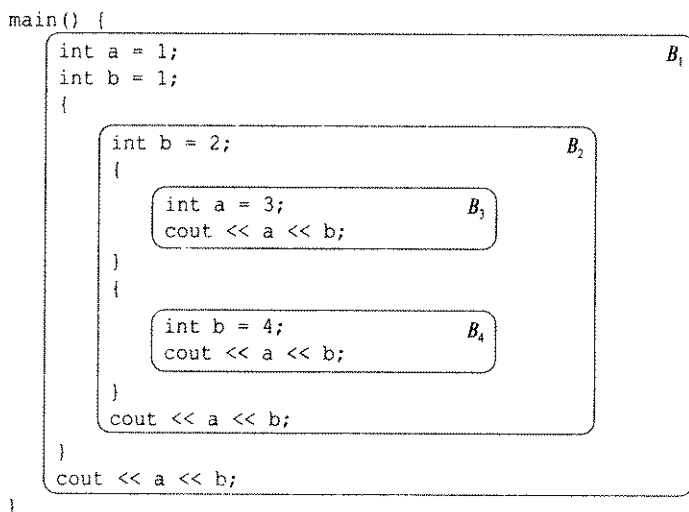 main() {
int a = 1; B1
int b = 1;
{
int b = 2; B2
{
int a = 3; B3
cout << a << b;
}
{
int b = 4; B4
cout << a << b;
}
cout << a << b;
}
cout << a << b;
}